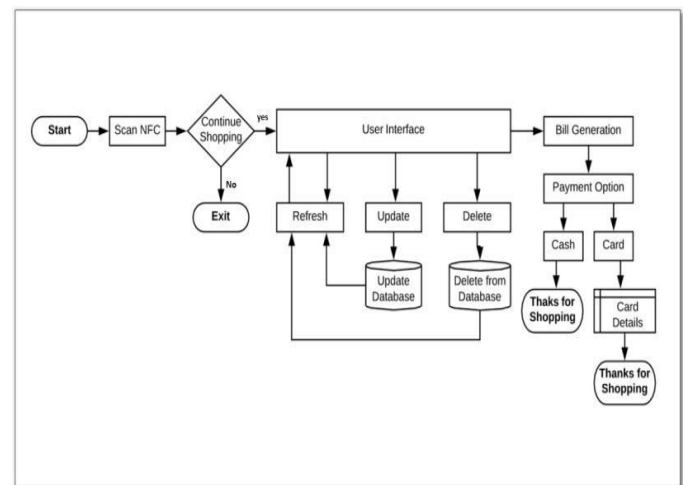 Start
Scan NFC
Continue
Shopping
yes
No
Exit
User Interface
Refresh
Update
Delete
Update
Database
Delete from
Database
Bill Generation
Payment Option
Cash
Card
Thaks for
Shopping
Card
Details
Thanks for
Shopping